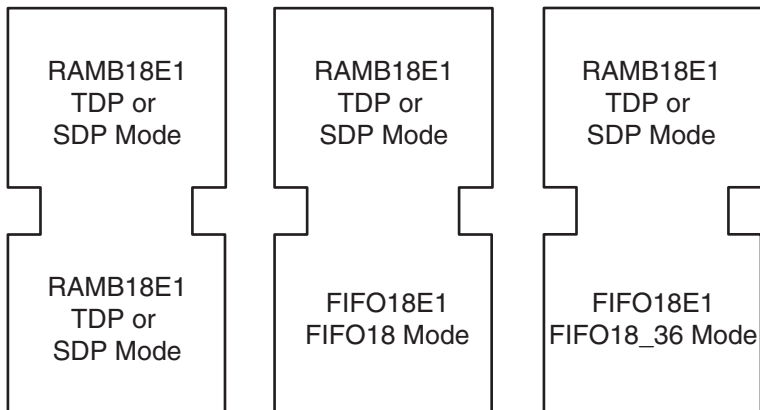 RAMB18E1
TDP or
SDP Mode
RAMB18E1
TDP or
SDP Mode
RAMB18E1
TDP or
SDP Mode
RAMB18E1
TDP or
SDP Mode
FIFO18E1
FIFO18 Mode
FIFO18E1
FIFO18_36 Mode